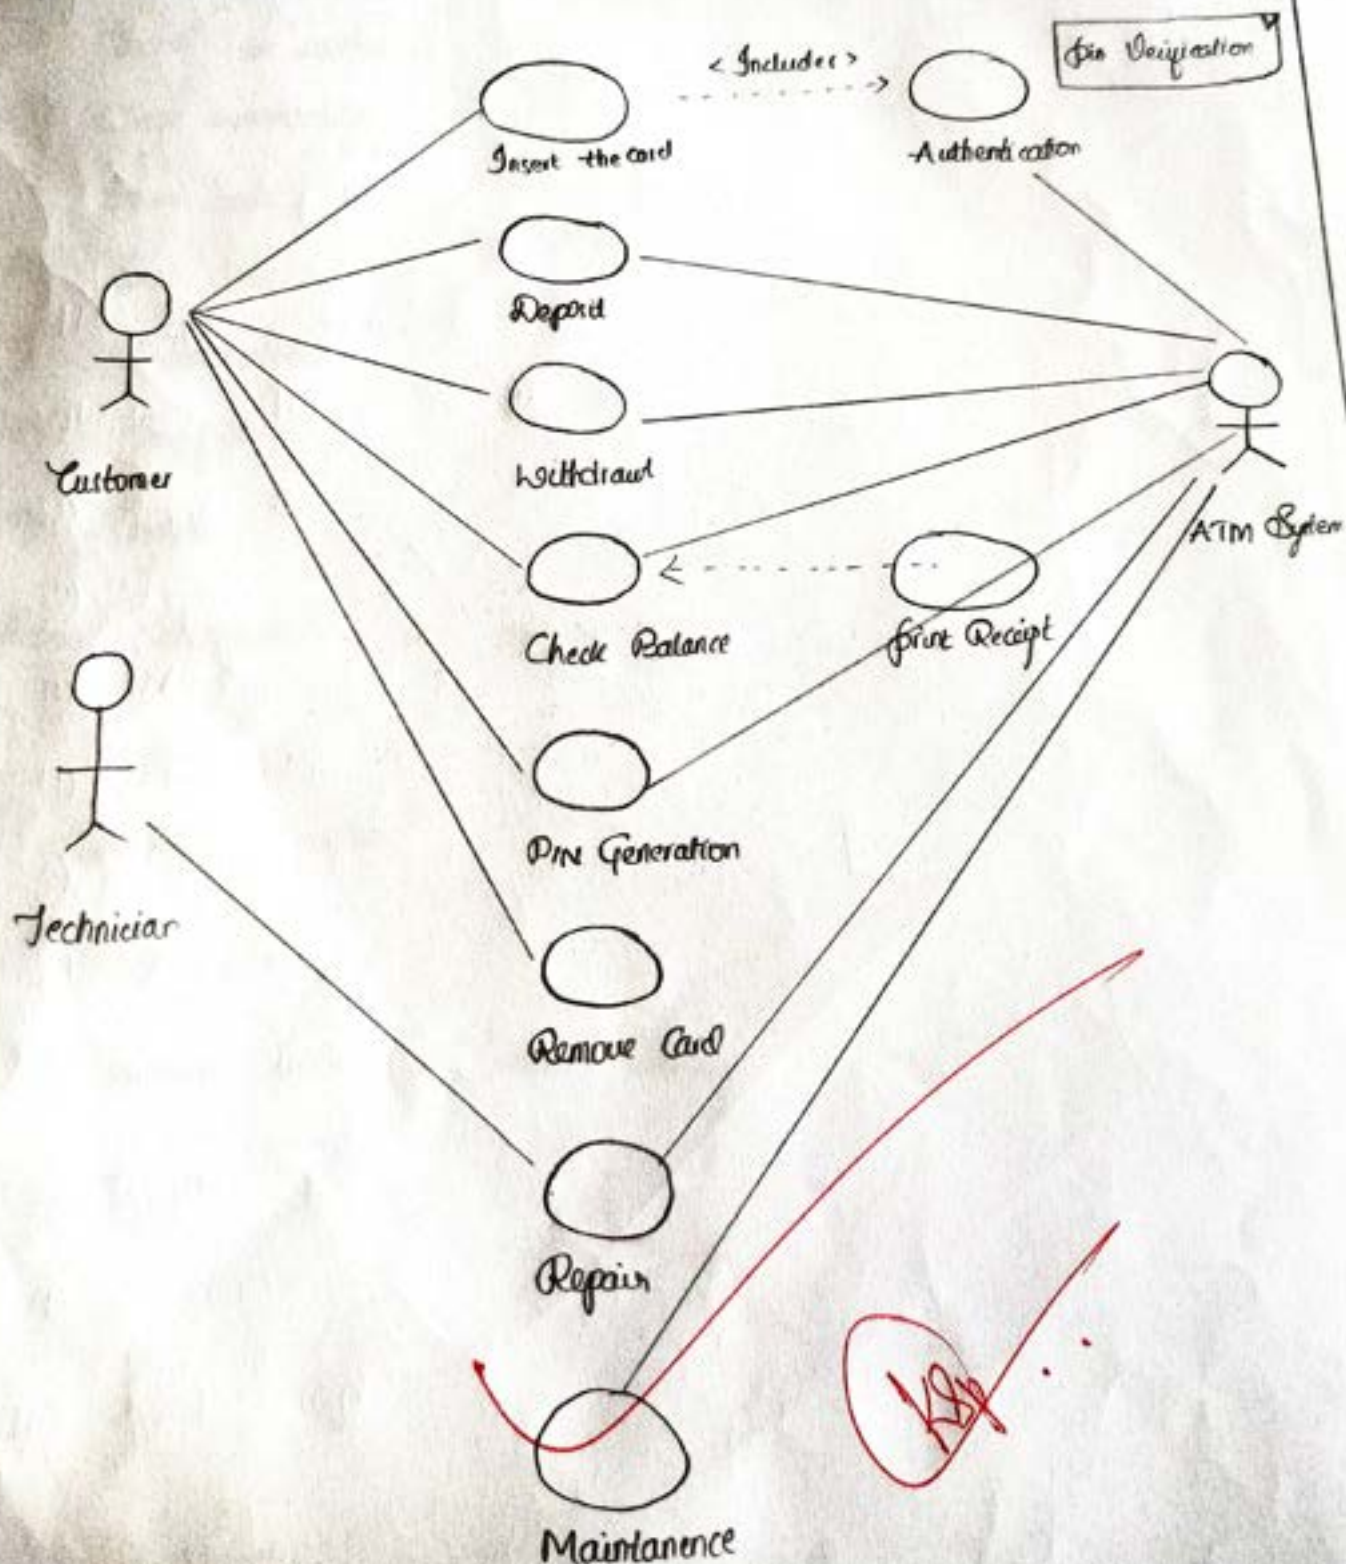 < Includes >
Pin Verification
Insert the card
Authentication
Deposit
Withdrawl
Customer
ATM System
Check Balance
Print Receipt
PIN Generation
Technician
Remove Card
Repair
Maintanence